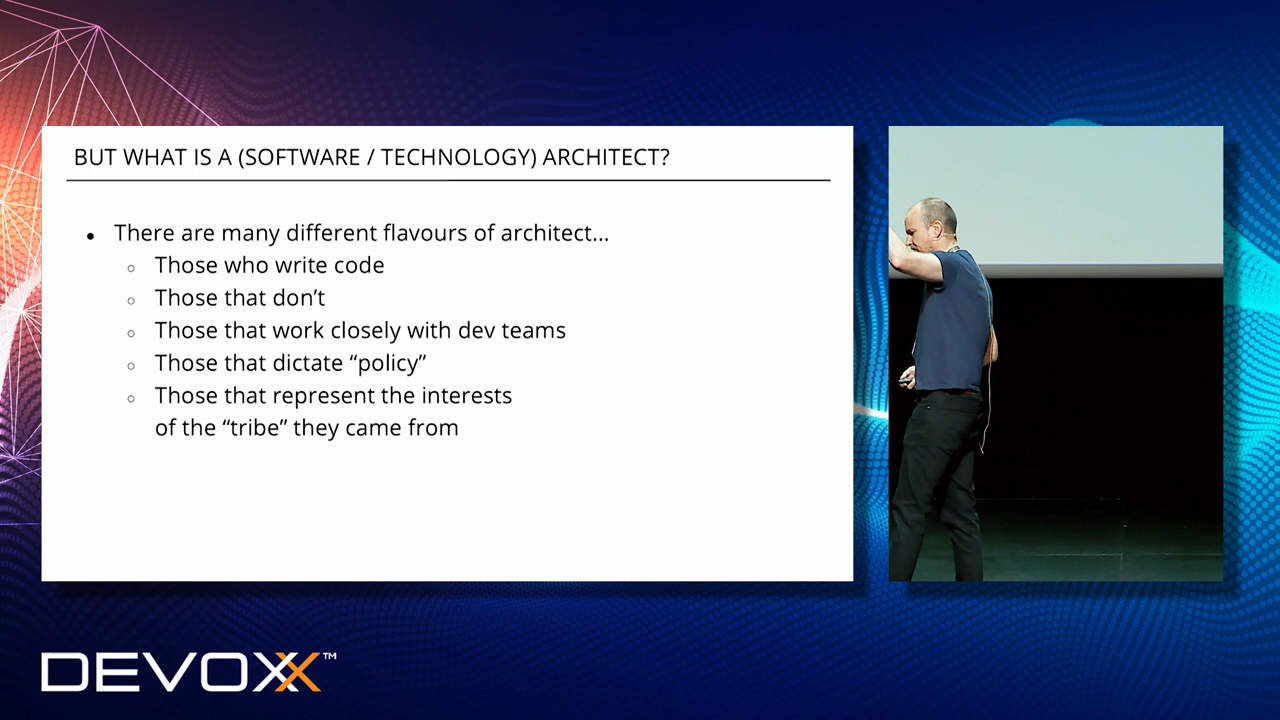 BUT WHAT IS A (SOFTWARE / TECHNOLOGY) ARCHITECT?
● There are many different flavours of architect...
○ Those who write code
○ Those that don’t
○ Those that work closely with dev teams
○ Those that dictate “policy”
○ Those that represent the interests
of the “tribe” they came from
DEVOXX™